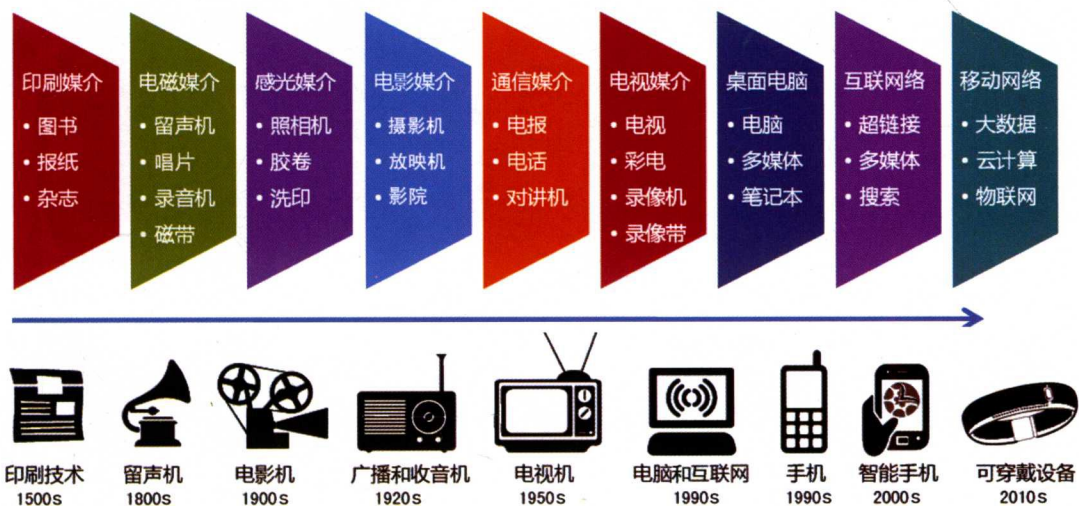 印刷媒介
• 图书
• 报纸
• 杂志
电磁媒介
• 留声机
• 唱片
• 录音机
• 磁带
感光媒介
• 照相机
• 胶卷
• 洗印
电影媒介
• 摄影机
• 放映机
• 影院
通信媒介
• 电报
• 电话
• 对讲机
电视媒介
• 电视
• 彩电
• 录像机
• 录像带
桌面电脑
• 电脑
• 多媒体
• 笔记本
互联网络
• 超链接
• 多媒体
• 搜索
移动网络
• 大数据
• 云计算
• 物联网
印刷技术
1500s
留声机
1800s
电影机
1900s
广播和收音机
1920s
电视机
1950s
电脑和互联网
1990s
手机
1990s
智能手机
2000s
可穿戴设备
2010s